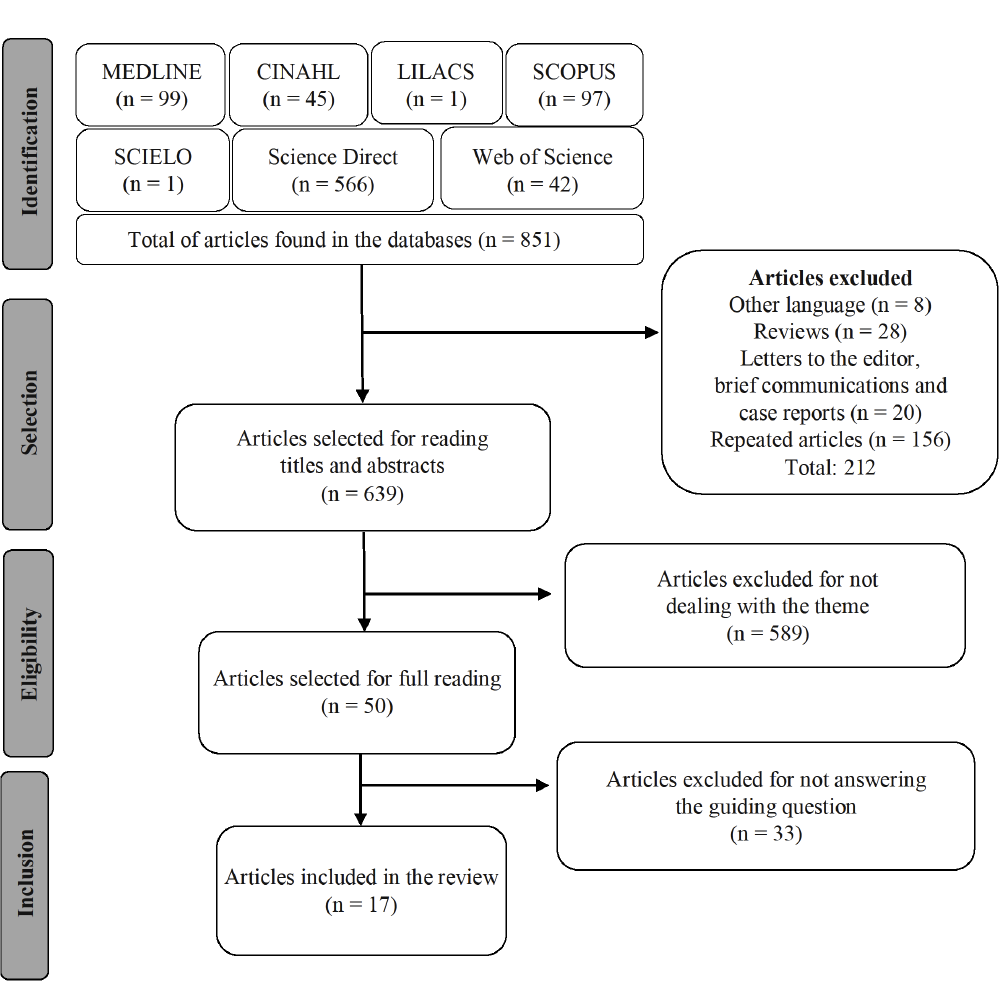 Identification
MEDLINE
(n = 99)
CINAHL
(n = 45)
LILACS
(n = 1)
SCOPUS
(n = 97)
SCIELO
(n = 1)
Science Direct
(n = 566)
Web of Science
(n = 42)
Total of articles found in the databases (n = 851)
Articles excluded
Other language (n = 8)
Reviews (n = 28)
Letters to the editor,
brief communications and
case reports (n = 20)
Repeated articles (n = 156)
Total: 212
Selection
Articles selected for reading
titles and abstracts
(n = 639)
Eligibility
Articles excluded for not
dealing with the theme
(n = 589)
Articles selected for full reading
(n = 50)
Inclusion
Articles excluded for not answering
the guiding question
(n = 33)
Articles included in the review
(n = 17)